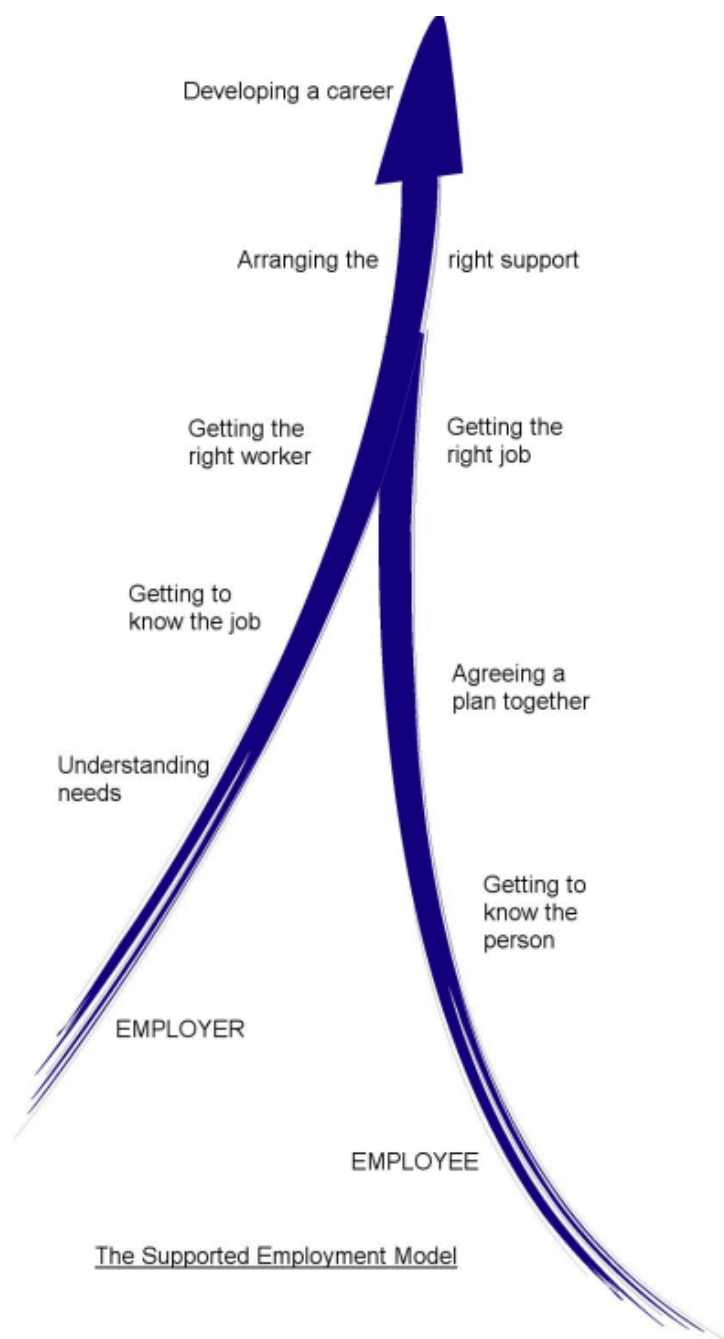 Developing a career
Arranging the right support
Getting the
right worker
Getting the
right job
Getting to
know the job
Agreeing a
plan together
Understanding
needs
Getting to
know the
person
EMPLOYER
EMPLOYEE
The Supported Employment Model